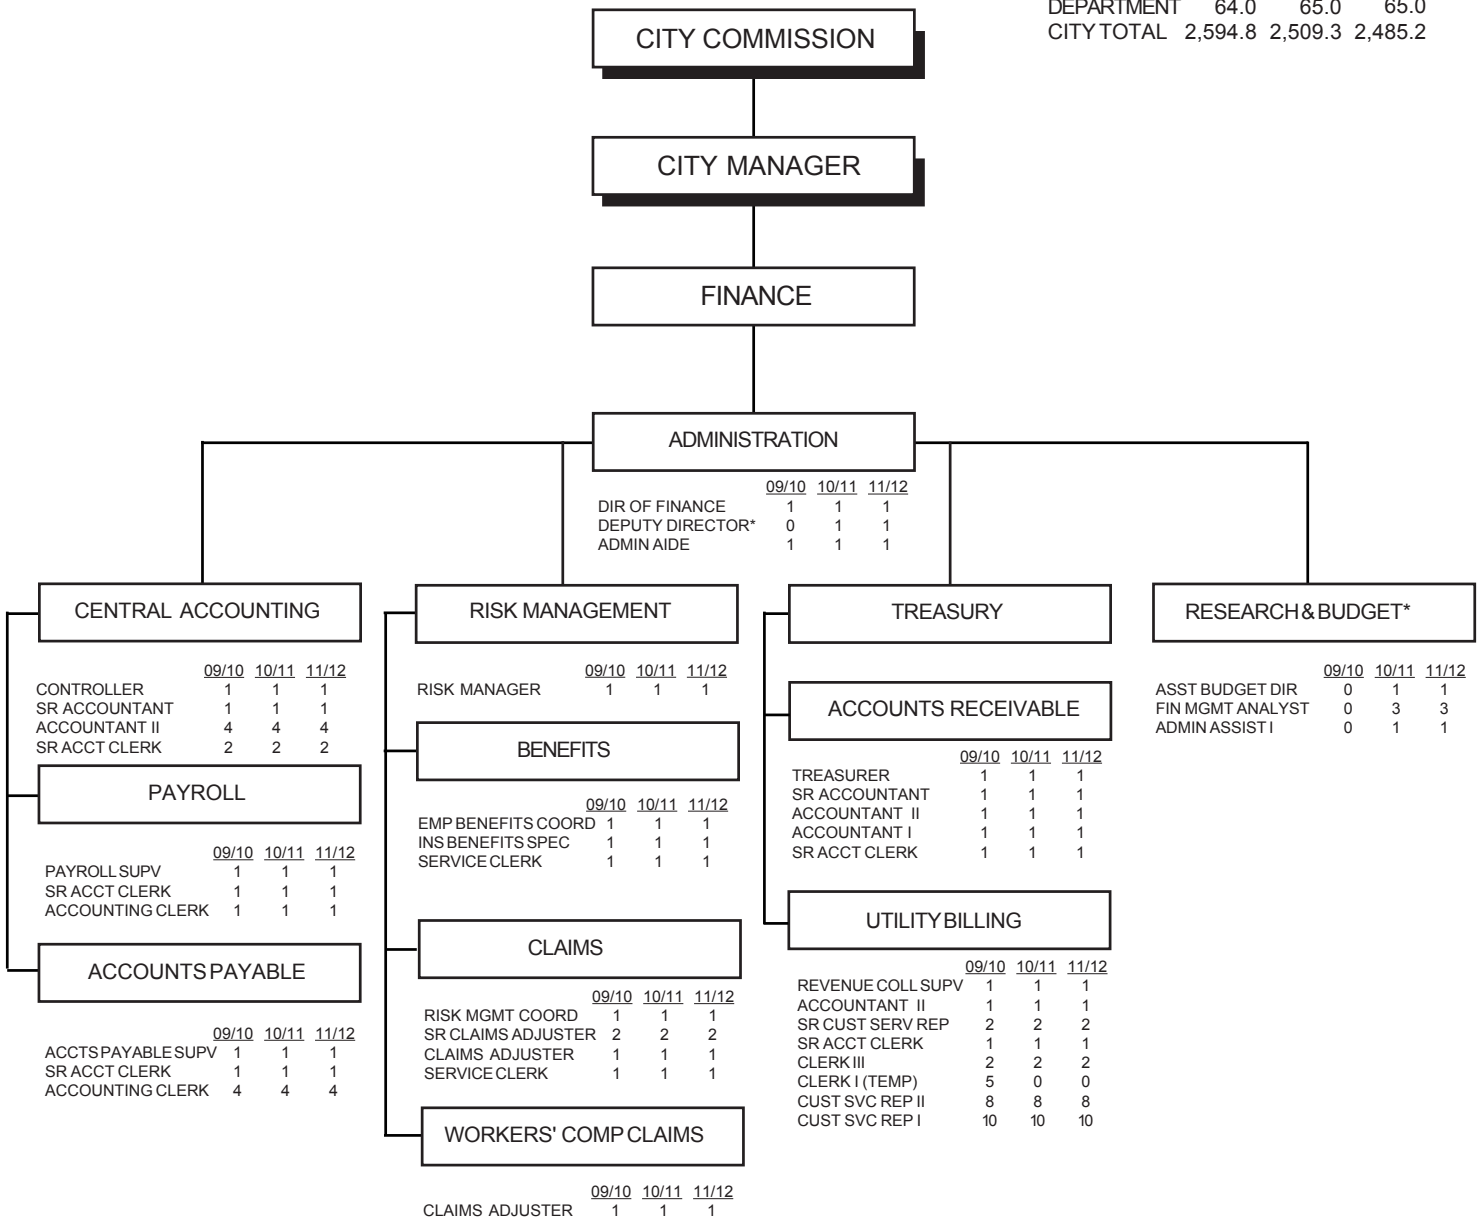 DEPARTMENT 64.0 65.0 65.0
CITY TOTAL 2,594.8 2,509.3 2,485.2
CITY COMMISSION
CITY MANAGER
FINANCE
ADMINISTRATION
09/10 10/11 11/12
DIR OF FINANCE 1 1 1
DEPUTY DIRECTOR* 0 1 1
ADMIN AIDE 1 1 1
CENTRAL ACCOUNTING
09/10 10/11 11/12
CONTROLLER 1 1 1
SR ACCOUNTANT 1 1 1
ACCOUNTANT II 4 4 4
SR ACCT CLERK 2 2 2
PAYROLL
09/10 10/11 11/12
PAYROLL SUPV 1 1 1
SR ACCT CLERK 1 1 1
ACCOUNTING CLERK 1 1 1
ACCOUNTS PAYABLE
09/10 10/11 11/12
ACCTS PAYABLE SUPV 1 1 1
SR ACCT CLERK 1 1 1
ACCOUNTING CLERK 4 4 4
RISK MANAGEMENT
09/10 10/11 11/12
RISK MANAGER 1 1 1
BENEFITS
09/10 10/11 11/12
EMP BENEFITS COORD 1 1 1
INS BENEFITS SPEC 1 1 1
SERVICE CLERK 1 1 1
CLAIMS
09/10 10/11 11/12
RISK MGMT COORD 1 1 1
SR CLAIMS ADJUSTER 2 2 2
CLAIMS ADJUSTER 1 1 1
SERVICE CLERK 1 1 1
WORKERS' COMP CLAIMS
09/10 10/11 11/12
CLAIMS ADJUSTER 1 1 1
TREASURY
ACCOUNTS RECEIVABLE
09/10 10/11 11/12
TREASURER 1 1 1
SR ACCOUNTANT 1 1 1
ACCOUNTANT II 1 1 1
ACCOUNTANT I 1 1 1
SR ACCT CLERK 1 1 1
UTILITY BILLING
09/10 10/11 11/12
REVENUE COLL SUPV 1 1 1
ACCOUNTANT II 1 1 1
SR CUST SERV REP 2 2 2
SR ACCT CLERK 1 1 1
CLERK III 2 2 2
CLERK I (TEMP) 5 0 0
CUST SVC REP II 8 8 8
CUST SVC REP I 10 10 10
RESEARCH & BUDGET*
09/10 10/11 11/12
ASST BUDGET DIR 0 1 1
FIN MGMT ANALYST 0 3 3
ADMIN ASSIST I 0 1 1